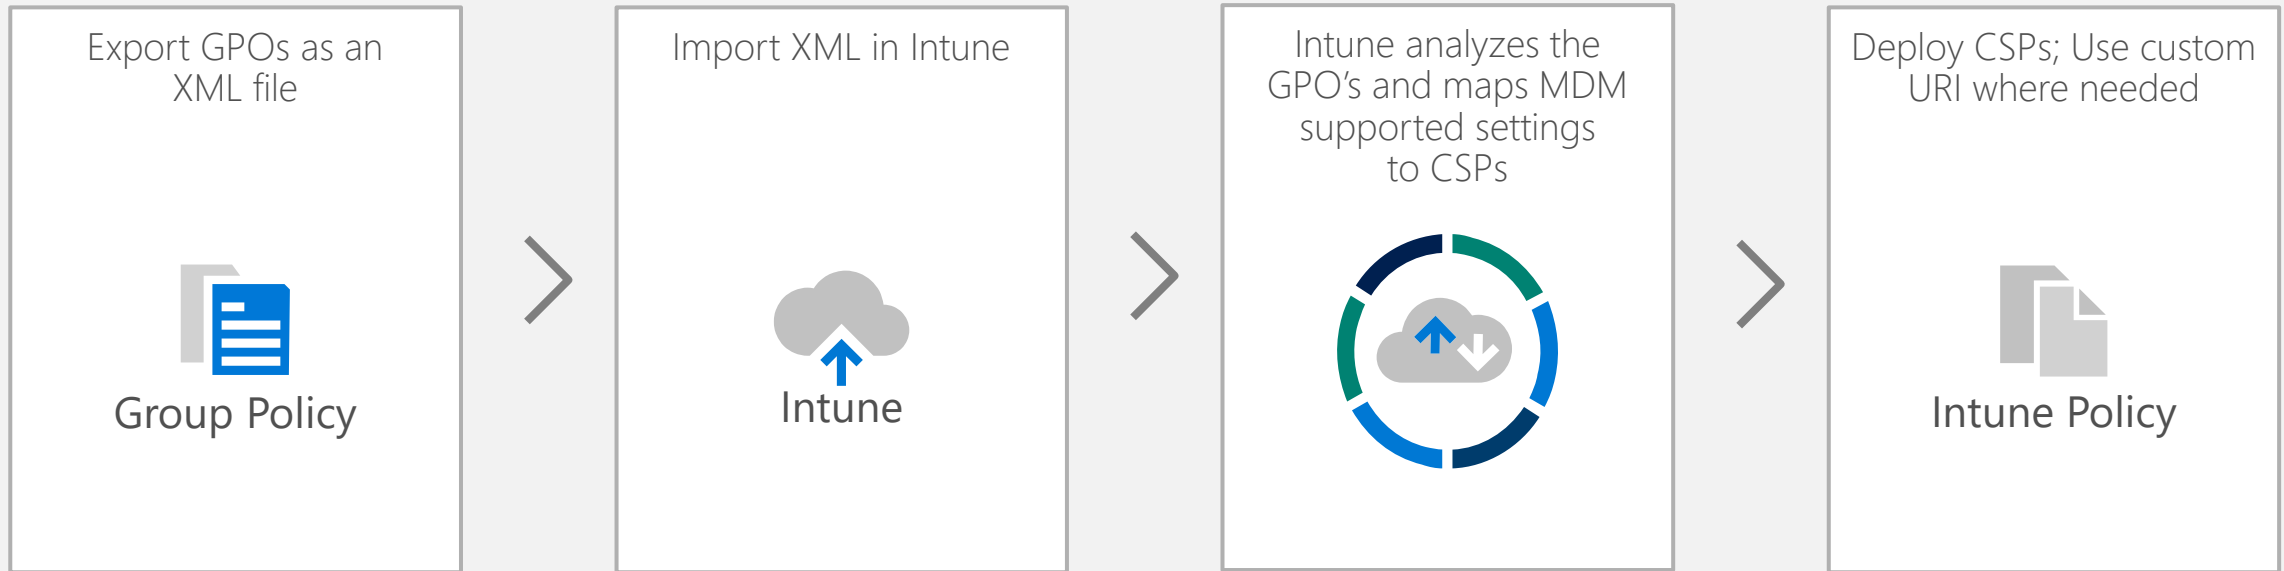 Export GPOs as an
XML file
Group Policy
Import XML in Intune
Intune
Intune analyzes the
GPO’s and maps MDM
supported settings
to CSPs
Deploy CSPs; Use custom
URI where needed
Intune Policy